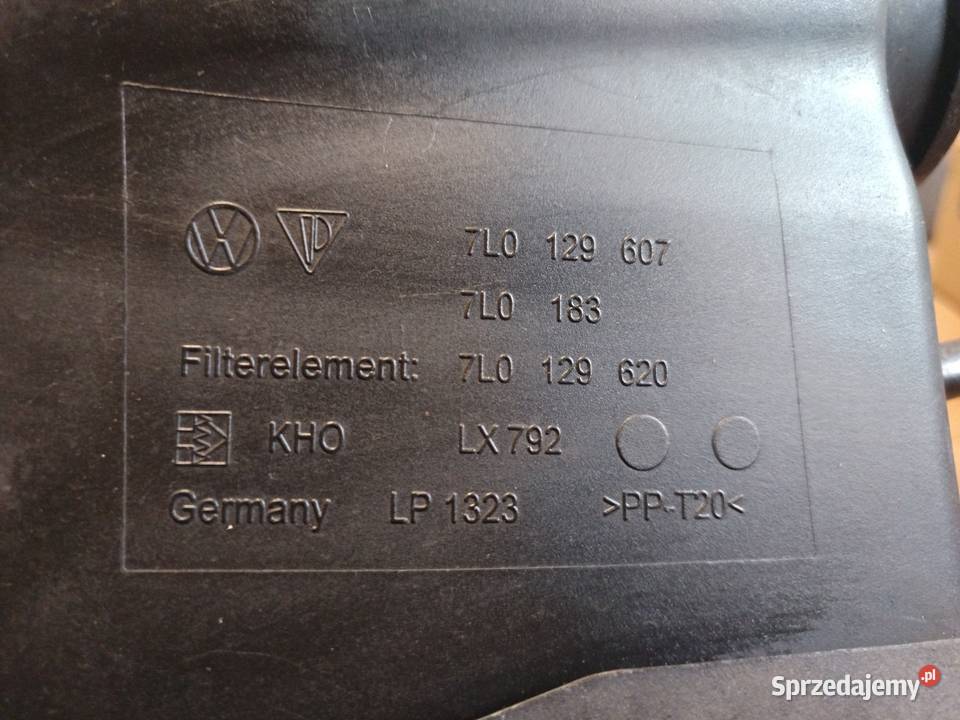 7L0 129 607
7L0 183
Filterelement: 7L0 129 620
KHO LX 792
Germany LP 1323 >PP-T20<
Sprzedajemy.pl